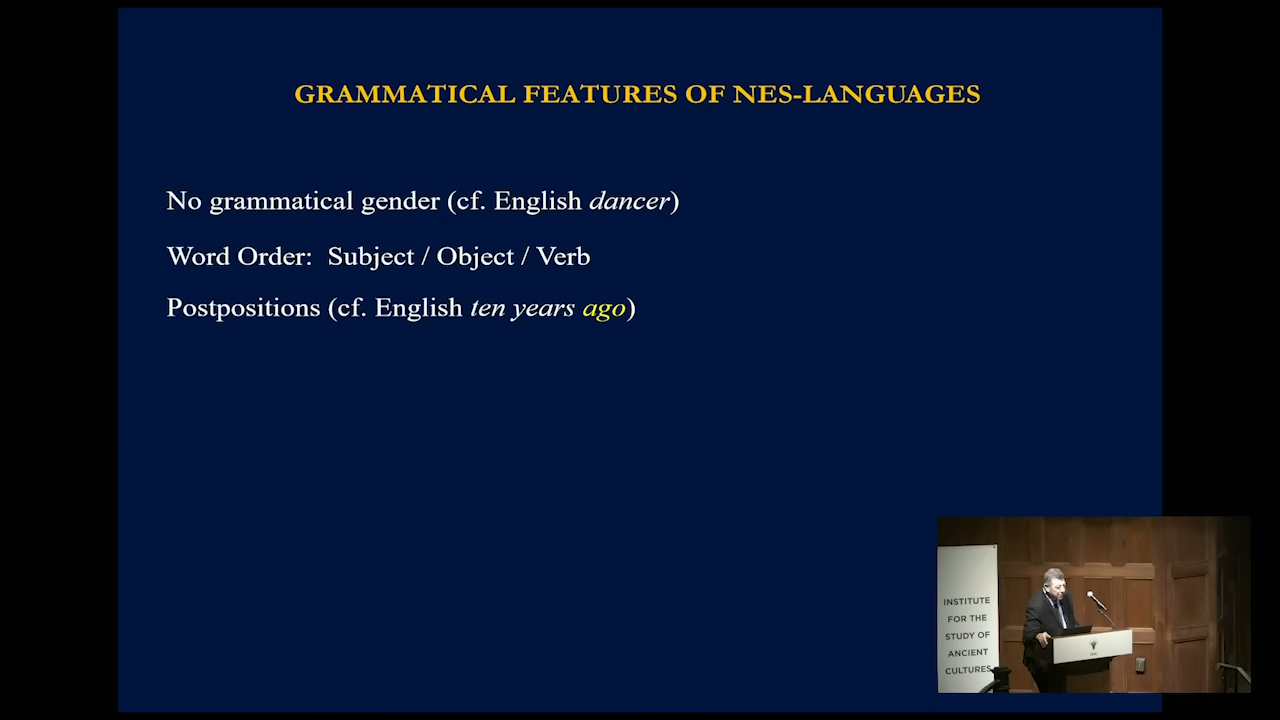 GRAMMATICAL FEATURES OF NES-LANGUAGES
No grammatical gender (cf. English dancer)
Word Order: Subject / Object / Verb
Postpositions (cf. English ten years ago)
INSTITUTE
FOR THE
STUDY OF
ANCIENT
CULTURES